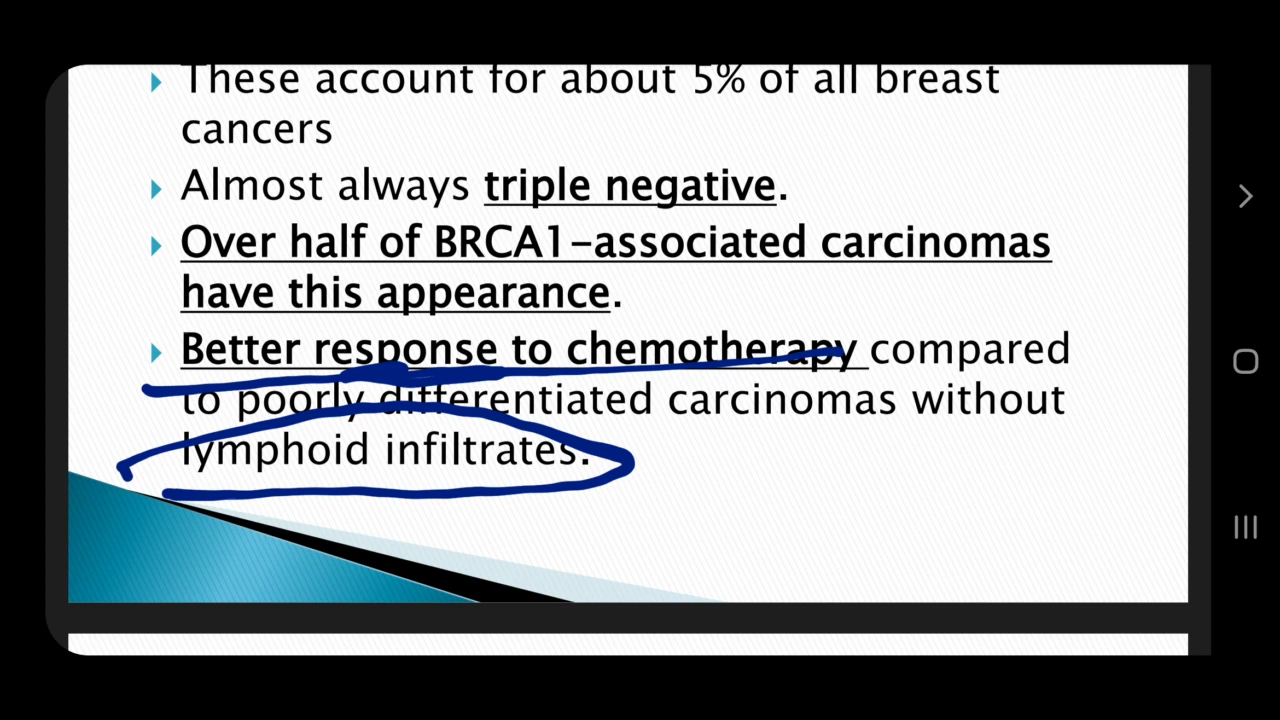 These account for about 5% of all breast
cancers
Almost always triple negative.
Over half of BRCA1-associated carcinomas
have this appearance.
Better response to chemotherapy compared
to poorly differentiated carcinomas without
lymphoid infiltrates.